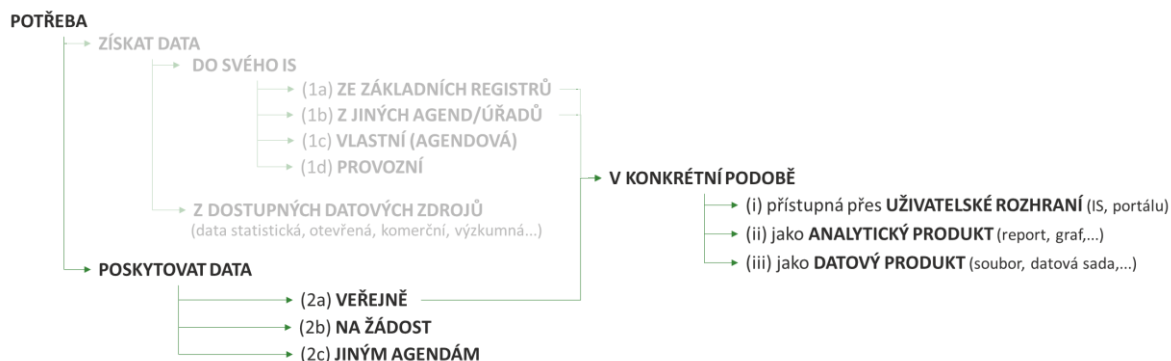 POTŘEBA
ZÍSKAT DATA
DO SVÉHO IS
(1a) ZE ZÁKLADNÍCH REGISTRŮ
(1b) Z JINÝCH AGEND/ÚŘADŮ
(1c) VLASTNÍ (AGENDOVÁ)
(1d) PROVOZNÍ
Z DOSTUPNÝCH DATOVÝCH ZDROJŮ
(data statistická, otevřená, komerční, výzkumná...)
POSKYTOVAT DATA
(2a) VEŘEJNĚ
(2b) NA ŽÁDOST
(2c) JINÝM AGENDÁM
V KONKRÉTNÍ PODOBĚ
(i) přístupná přes UŽIVATELSKÉ ROZHRANÍ (IS, portálu)
(ii) jako ANALYTICKÝ PRODUKT (report, graf,...)
(iii) jako DATOVÝ PRODUKT (soubor, datová sada,...)